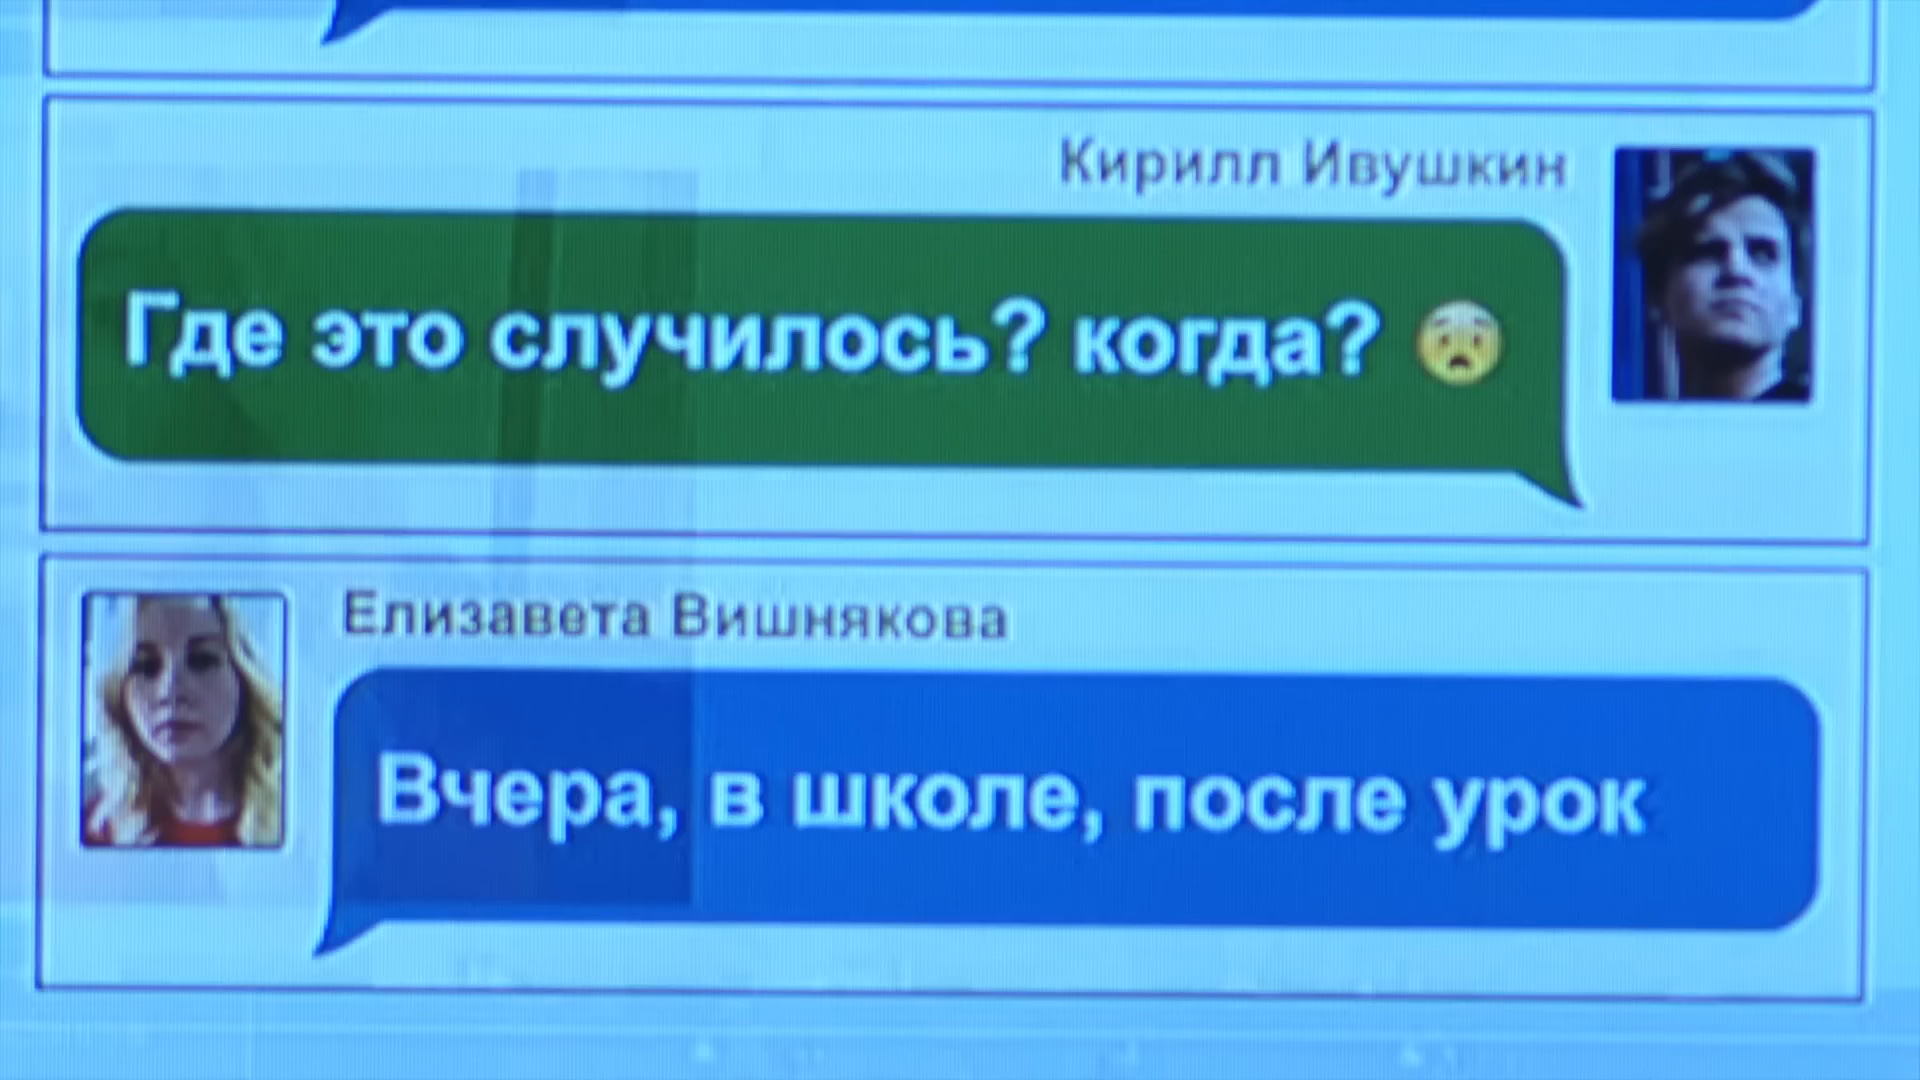 Кирилл Ивушкин
Где это случилось? когда? 😧
Елизавета Вишнякова
Вчера, в школе, после урок